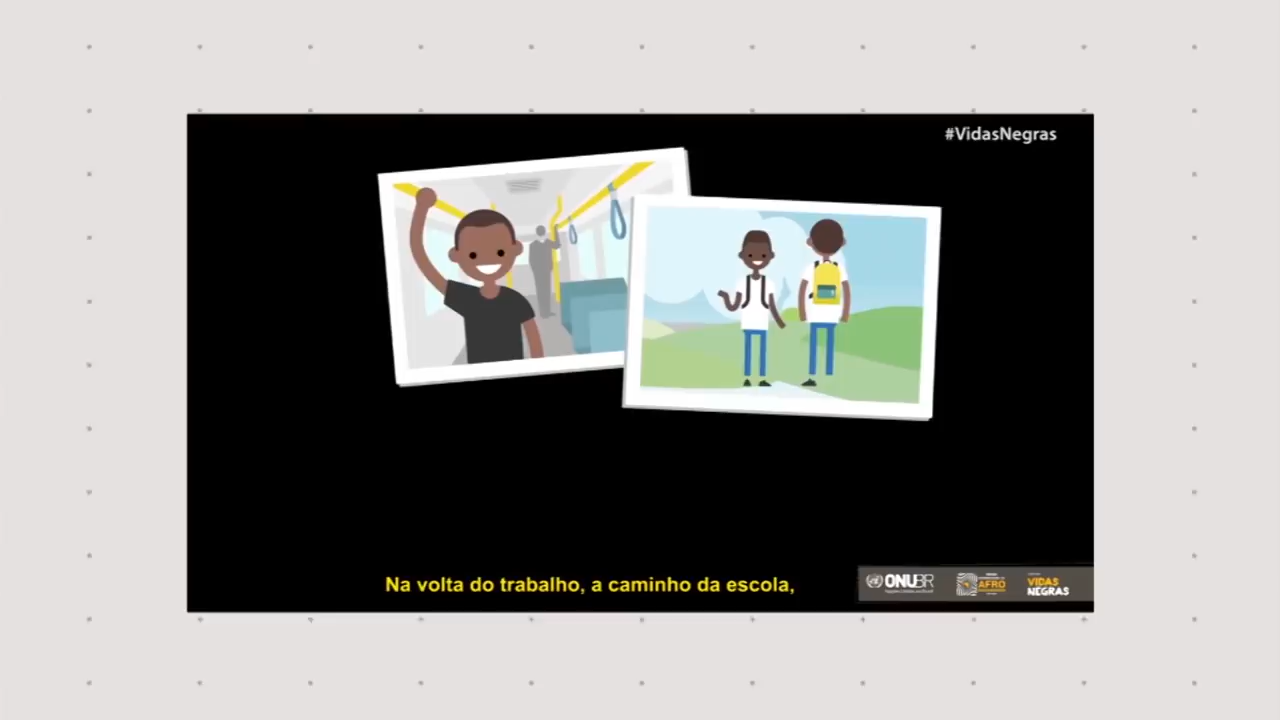 #VidasNegras
Na volta do trabalho, a caminho da escola,
ONUBR
AFRO
VIDAS
NEGRAS